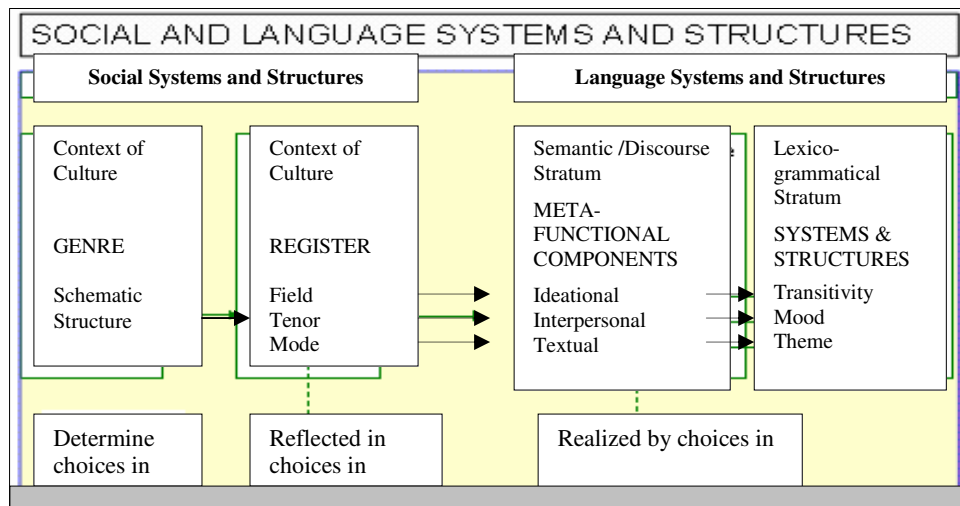 SOCIAL AND LANGUAGE SYSTEMS AND STRUCTURES
Social Systems and Structures
Language Systems and Structures
Context of
Culture
GENRE
Schematic
Structure
Context of
Culture
REGISTER
Field
Tenor
Mode
Semantic /Discourse
Stratum
META-
FUNCTIONAL
COMPONENTS
Ideational
Interpersonal
Textual
Lexico-
grammatical
Stratum
SYSTEMS &
STRUCTURES
Transitivity
Mood
Theme
Determine
choices in
Reflected in
choices in
Realized by choices in